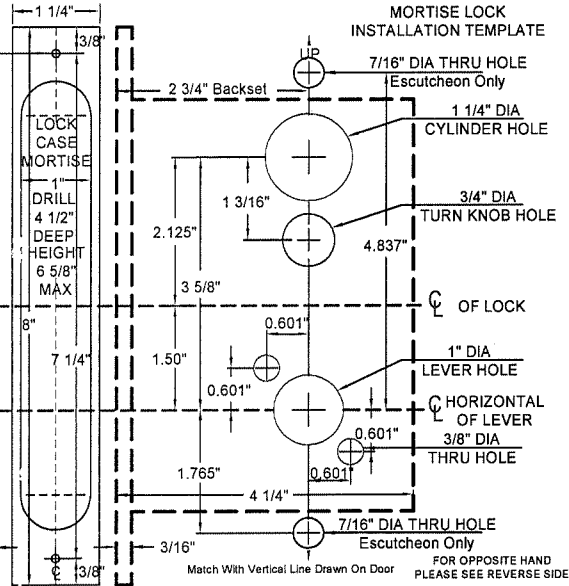 1 1/4"
MORTISE LOCK
INSTALLATION TEMPLATE
3/8"
UP
7/16" DIA THRU HOLE
Escutcheon Only
2 3/4" Backset
1 1/4" DIA
CYLINDER HOLE
LOCK
CASE
MORTISE
1"
DRILL
4 1/2"
DEEP
HEIGHT
6 5/8"
MAX
1 3/16"
3/4" DIA
TURN KNOB HOLE
2.125"
4.837"
3 5/8"
CL OF LOCK
8"
0.601"
7 1/4"
1.50"
1" DIA
LEVER HOLE
0.601"
CL HORIZONTAL
OF LEVER
0.601"
3/8" DIA
THRU HOLE
1.765"
0.601"
4 1/4"
7/16" DIA THRU HOLE
Escutcheon Only
3/16"
CL
3/8"
Match With Vertical Line Drawn On Door
FOR OPPOSITE HAND
PLEASE SEE REVERSE SIDE